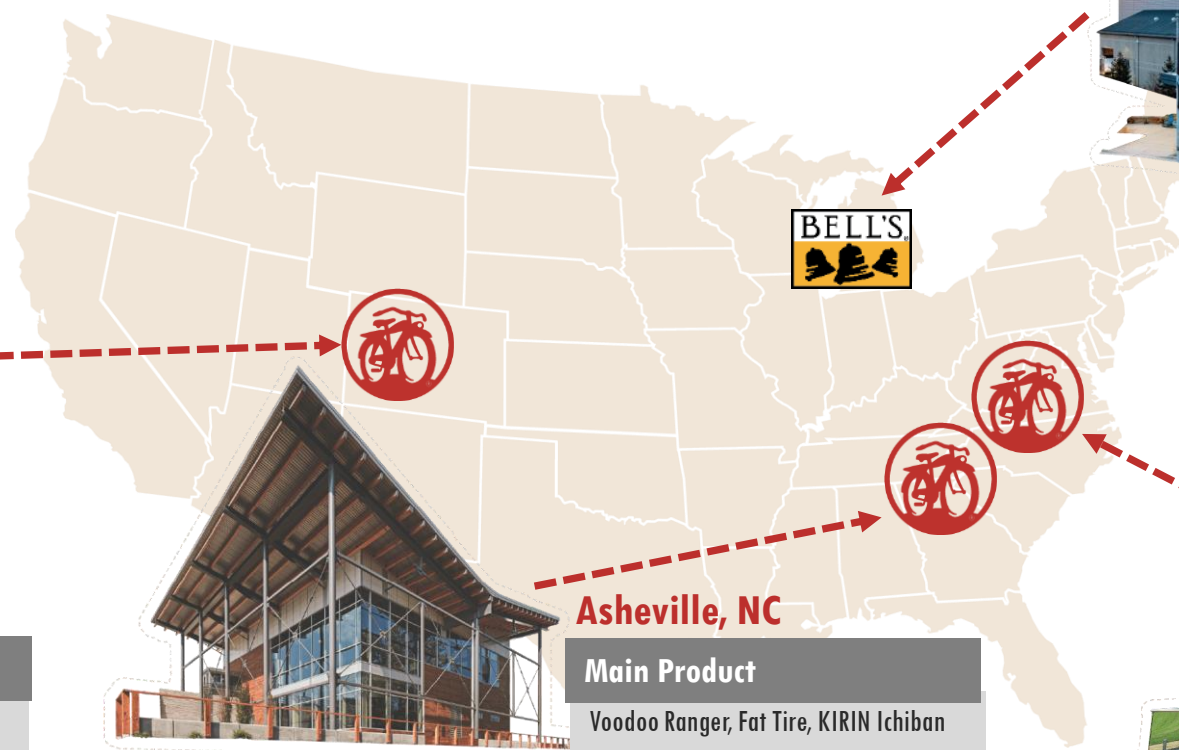 BELL'S
Asheville, NC
Main Product
Voodoo Ranger, Fat Tire, KIRIN Ichiban